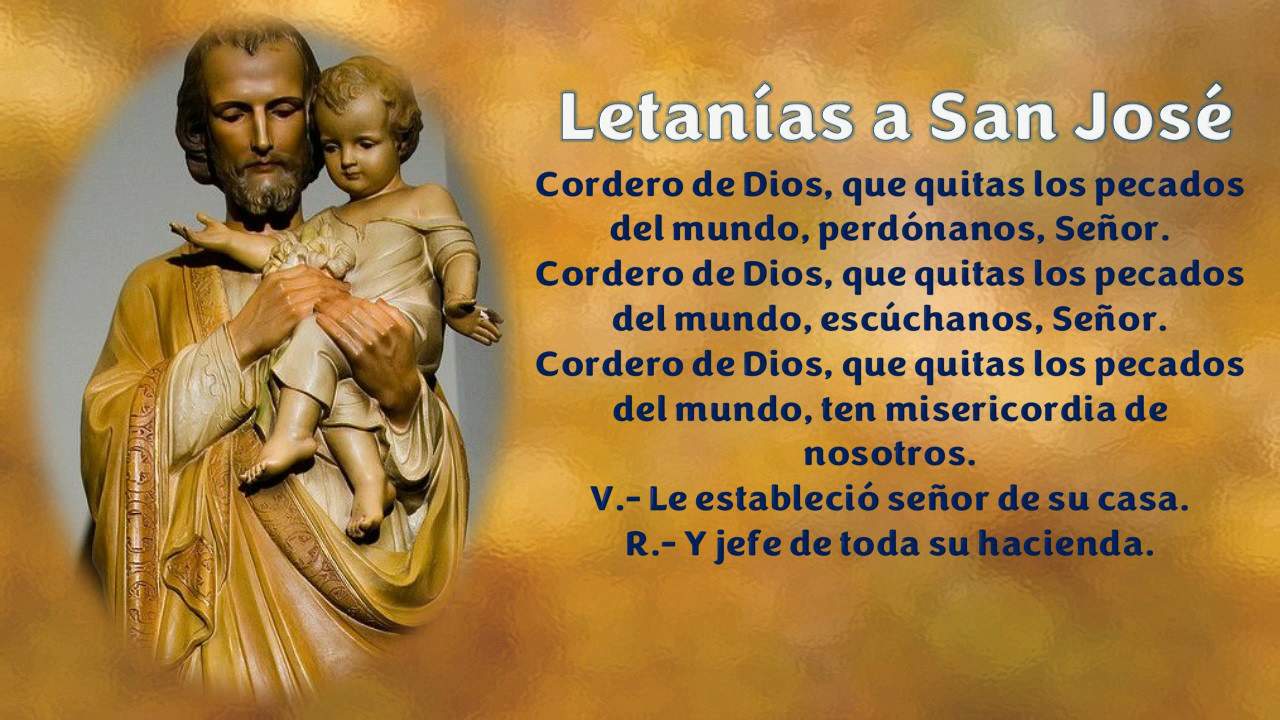 Letanías a San José
Cordero de Dios, que quitas los pecados
del mundo, perdónanos, Señor.
Cordero de Dios, que quitas los pecados
del mundo, escúchanos, Señor.
Cordero de Dios, que quitas los pecados
del mundo, ten misericordia de
nosotros.
V.- Le estableció señor de su casa.
R.- Y jefe de toda su hacienda.